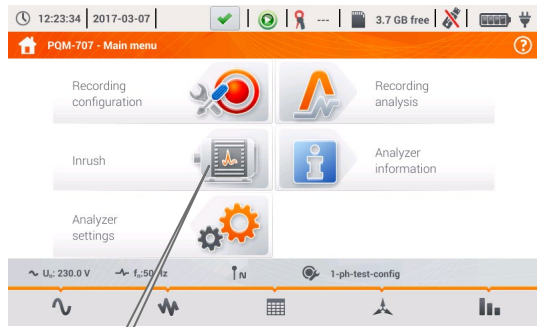 12:23:34 2017-03-07 --- 3.7 GB free
PQM-707 - Main menu ?
Recording
configuration
Recording
analysis
Inrush
Analyzer
information
Analyzer
settings
Uₙ: 230.0 V fₙ:50 Hz N 1-ph-test-config